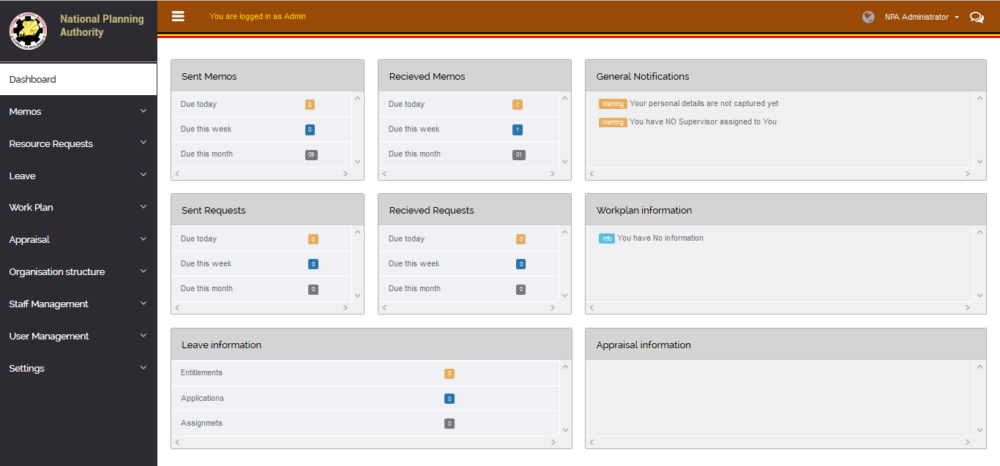 National Planning
Authority
You are logged in as Admin
NPA Administrator
Dashboard
Memos
Resource Requests
Leave
Work Plan
Appraisal
Organisation structure
Staff Management
User Management
Settings
Sent Memos
Due today 0
Due this week 0
Due this month 09
Recieved Memos
Due today 1
Due this week 1
Due this month 01
General Notifications
Warning Your personal details are not captured yet
Warning You have NO Supervisor assigned to You
Sent Requests
Due today 0
Due this week 0
Due this month 0
Recieved Requests
Due today 0
Due this week 0
Due this month 0
Workplan information
Info You have No information
Leave information
Entitlements 0
Applications 0
Assignmets 0
Appraisal information